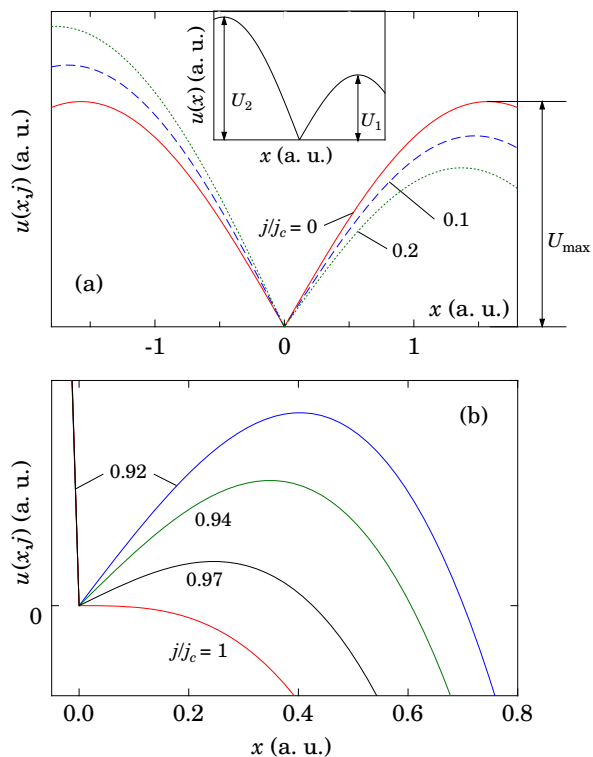 u(x) (a. u.)
U2
U1
x (a. u.)
u(x,j) (a. u.)
j/jc = 0
0.1
0.2
Umax
(a)
x (a. u.)
-1
0
1
(b)
0.92
0.94
0.97
u(x,j) (a. u.)
0
j/jc = 1
0.0
0.2
0.4
0.6
0.8
x (a. u.)